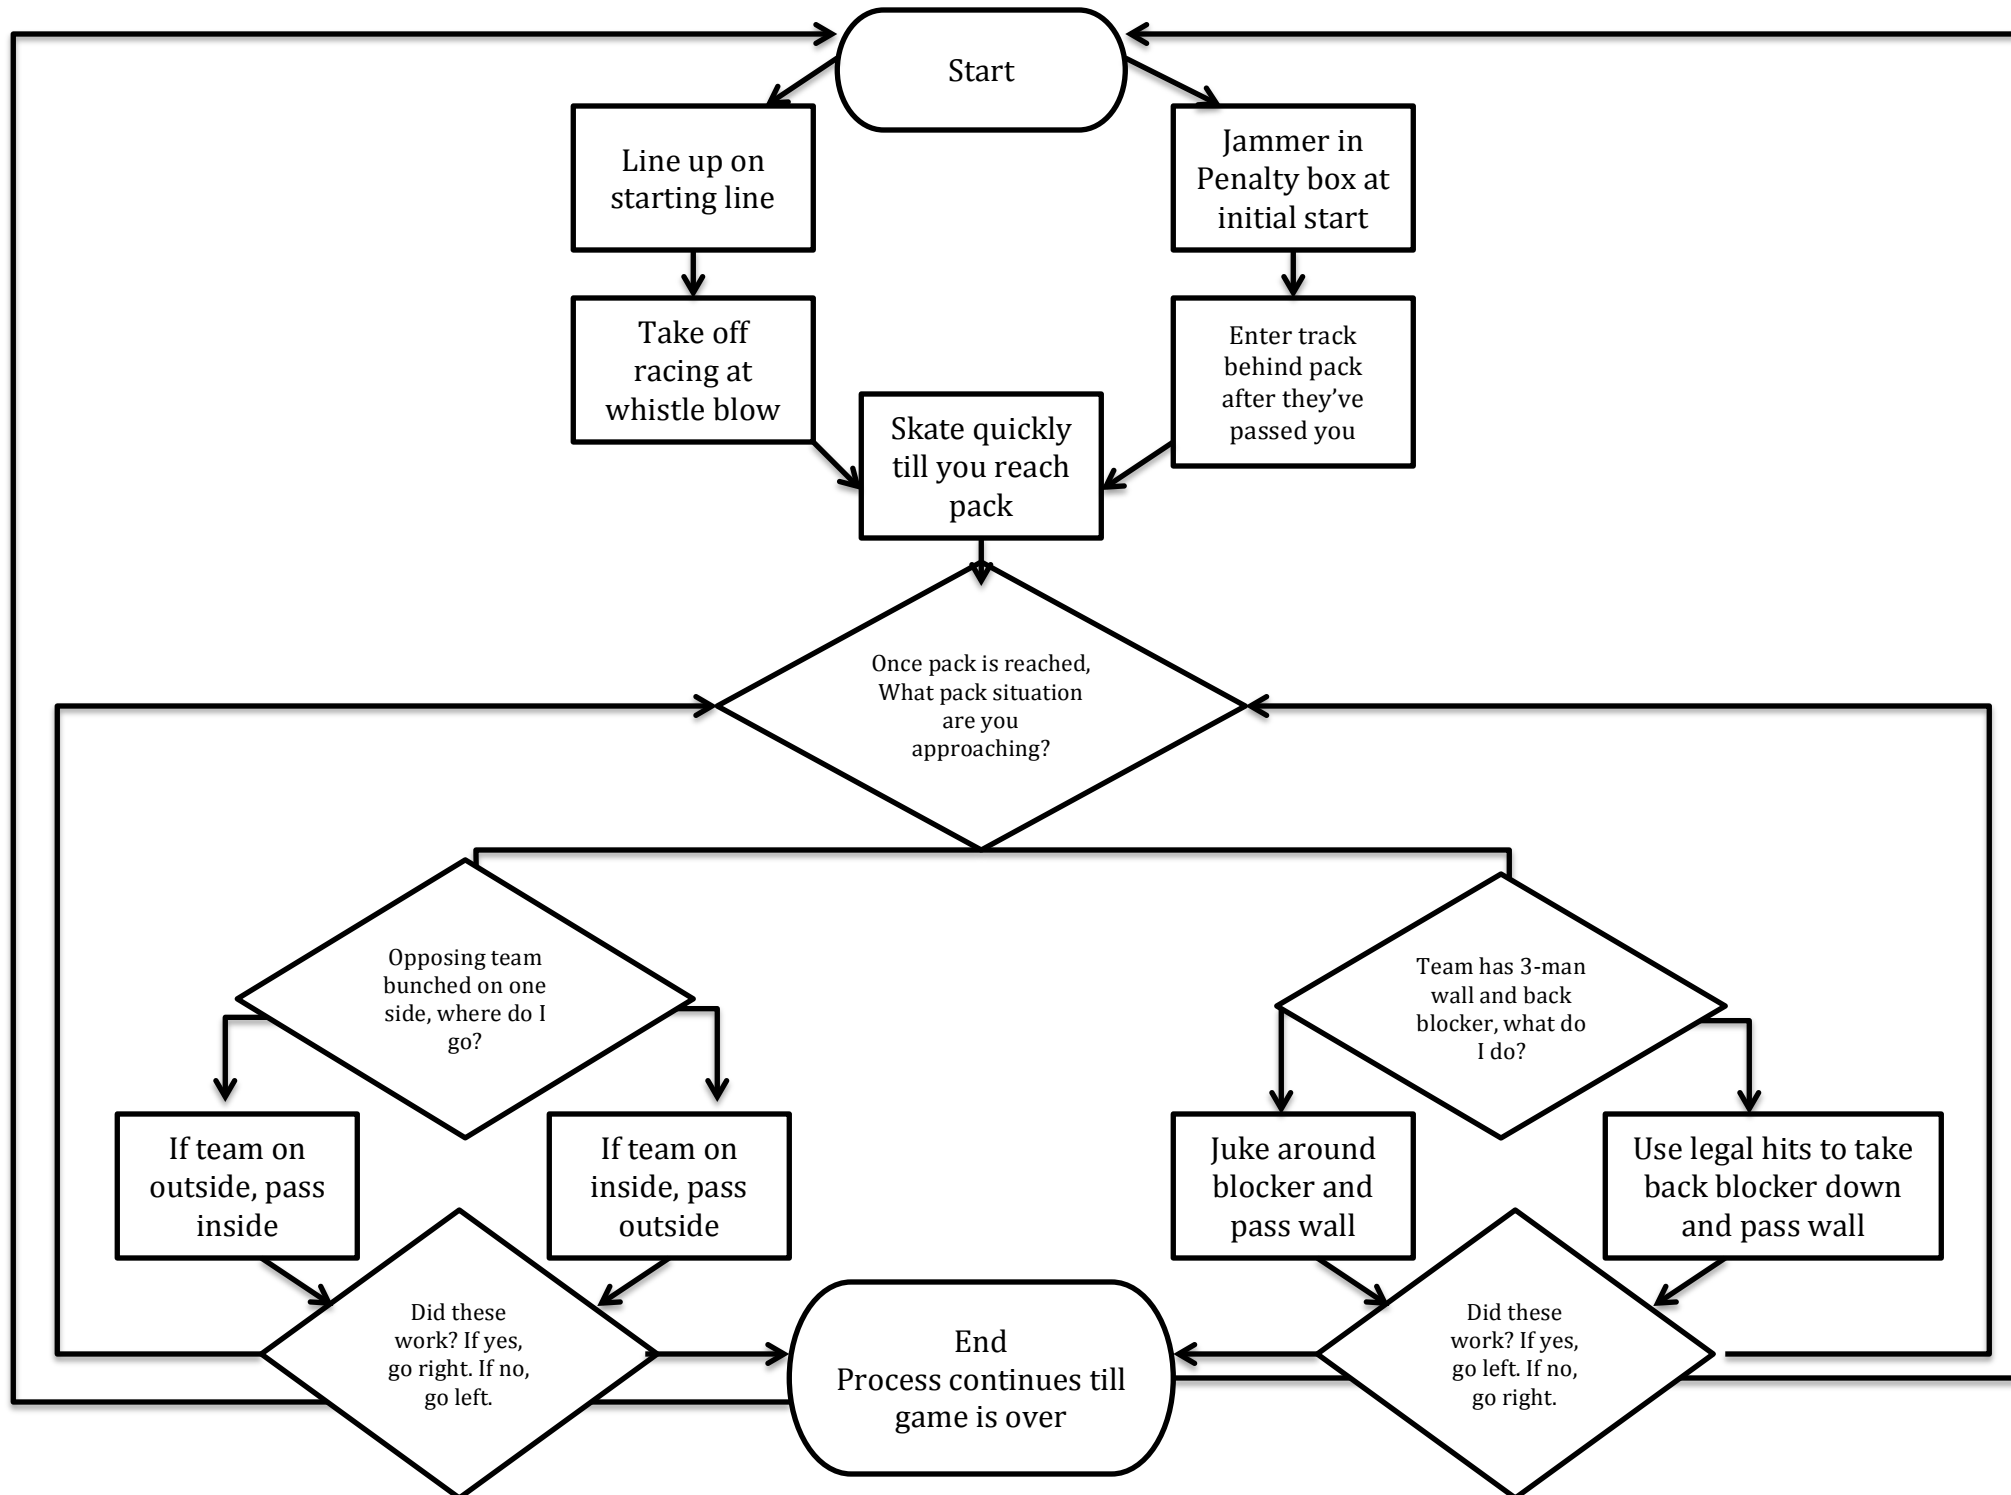 Start
Line up on
starting line
Jammer in
Penalty box at
initial start
Take off
racing at
whistle blow
Enter track
behind pack
after they’ve
passed you
Skate quickly
till you reach
pack
Once pack is reached,
What pack situation
are you
approaching?
Opposing team
bunched on one
side, where do I
go?
Team has 3-man
wall and back
blocker, what do
I do?
If team on
outside, pass
inside
If team on
inside, pass
outside
Juke around
blocker and
pass wall
Use legal hits to take
back blocker down
and pass wall
Did these
work? If yes,
go right. If no,
go left.
End
Process continues till
game is over
Did these
work? If yes,
go left. If no,
go right.